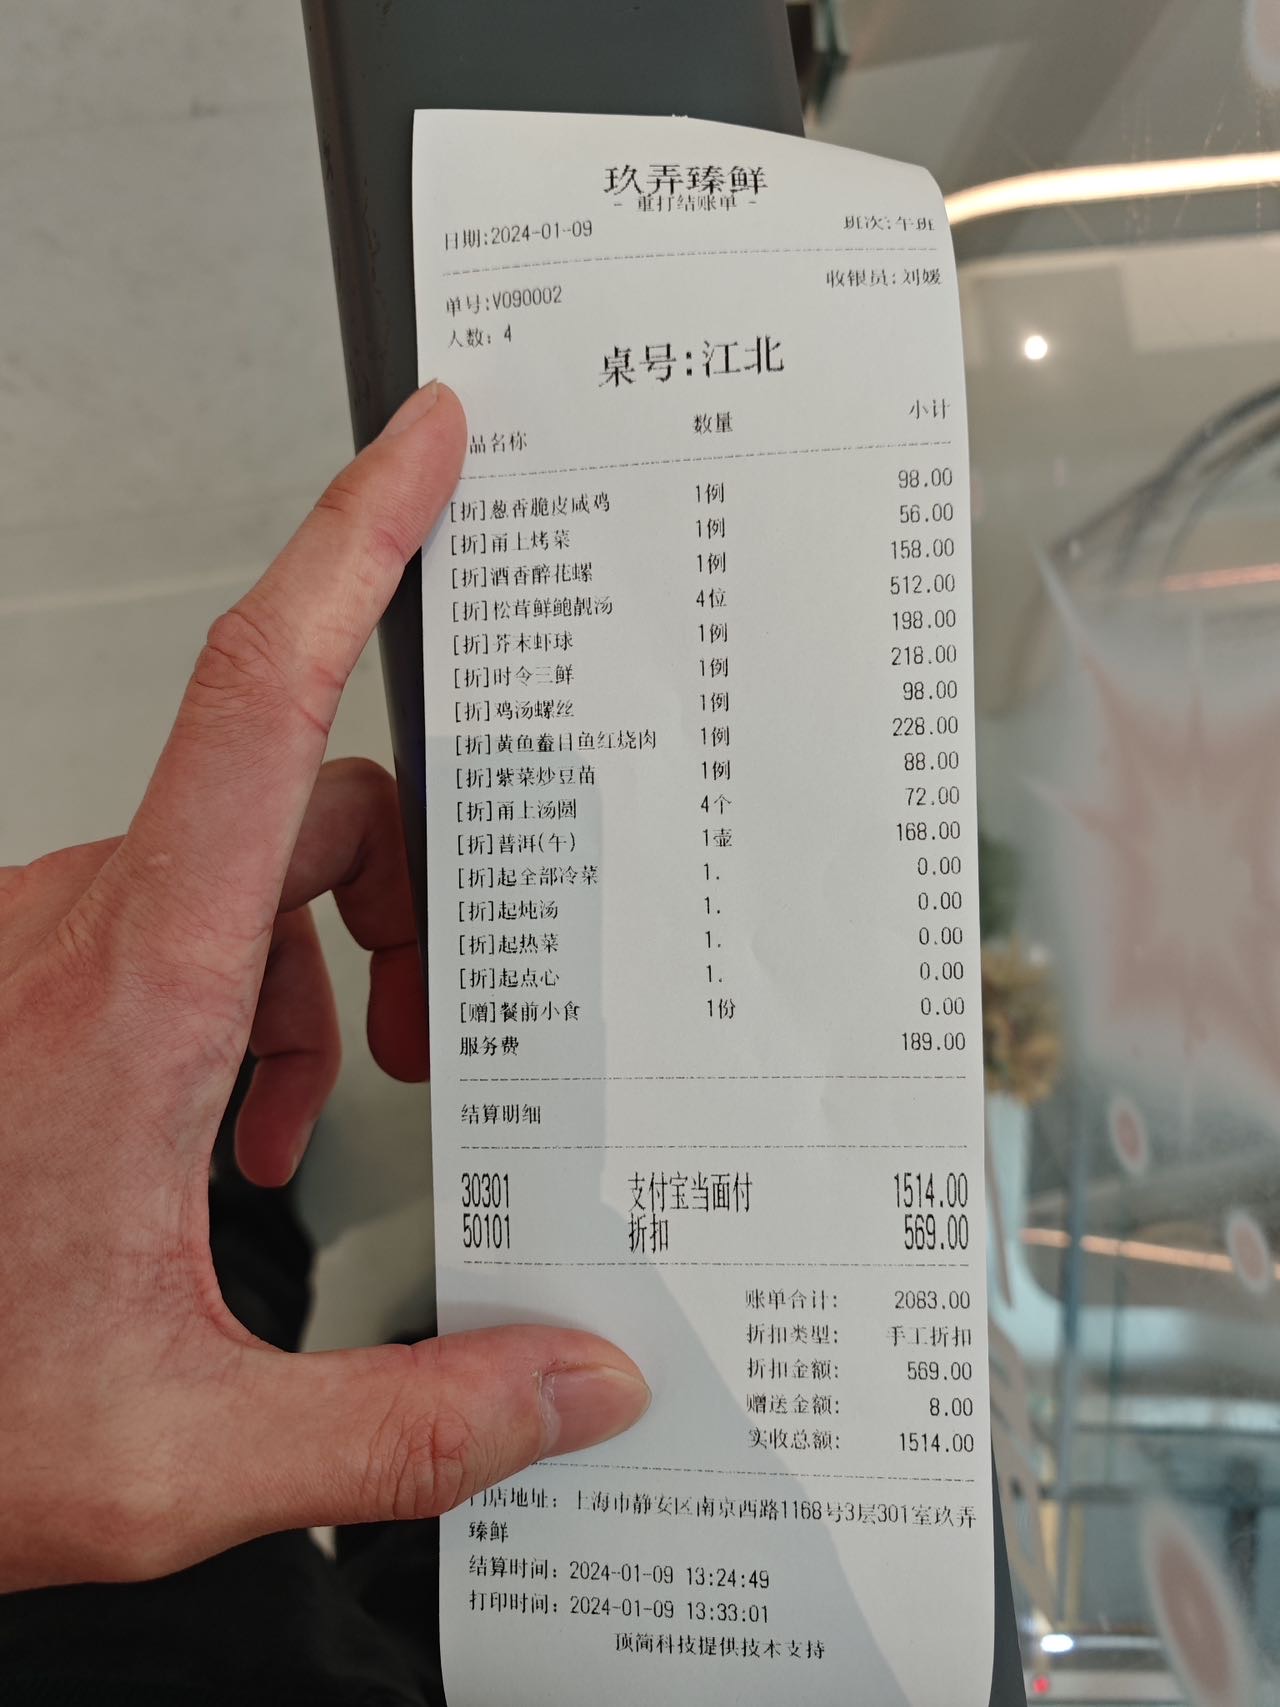 玖弄臻鲜
- 重打结账单 -
日期:2024-01-09 班次:午班
单号:V090002 收银员:刘媛
人数: 4
桌号:江北
品名称 数量 小计
[折]葱香脆皮咸鸡 1例 98.00
[折]甬上烤菜 1例 56.00
[折]酒香醉花螺 1例 158.00
[折]松茸鲜鲍靓汤 4位 512.00
[折]芥末虾球 1例 198.00
[折]时令三鲜 1例 218.00
[折]鸡汤螺丝 1例 98.00
[折]黄鱼鲞目鱼红烧肉 1例 228.00
[折]紫菜炒豆苗 1例 88.00
[折]甬上汤圆 4个 72.00
[折]普洱(午) 1壶 168.00
[折]起全部冷菜 1. 0.00
[折]起炖汤 1. 0.00
[折]起热菜 1. 0.00
[折]起点心 1. 0.00
[赠]餐前小食 1份 0.00
服务费 189.00
结算明细
30301 支付宝当面付 1514.00
50101 折扣 569.00
账单合计: 2083.00
折扣类型: 手工折扣
折扣金额: 569.00
赠送金额: 8.00
实收总额: 1514.00
门店地址: 上海市静安区南京西路1168号3层301室玖弄
臻鲜
结算时间: 2024-01-09 13:24:49
打印时间: 2024-01-09 13:33:01
顶简科技提供技术支持